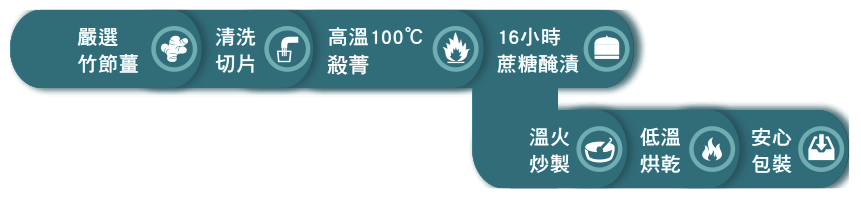 嚴選
竹節薑
清洗
切片
高溫100℃
殺菁
16小時
蔗糖醃漬
溫火
炒製
低溫
烘乾
安心
包裝